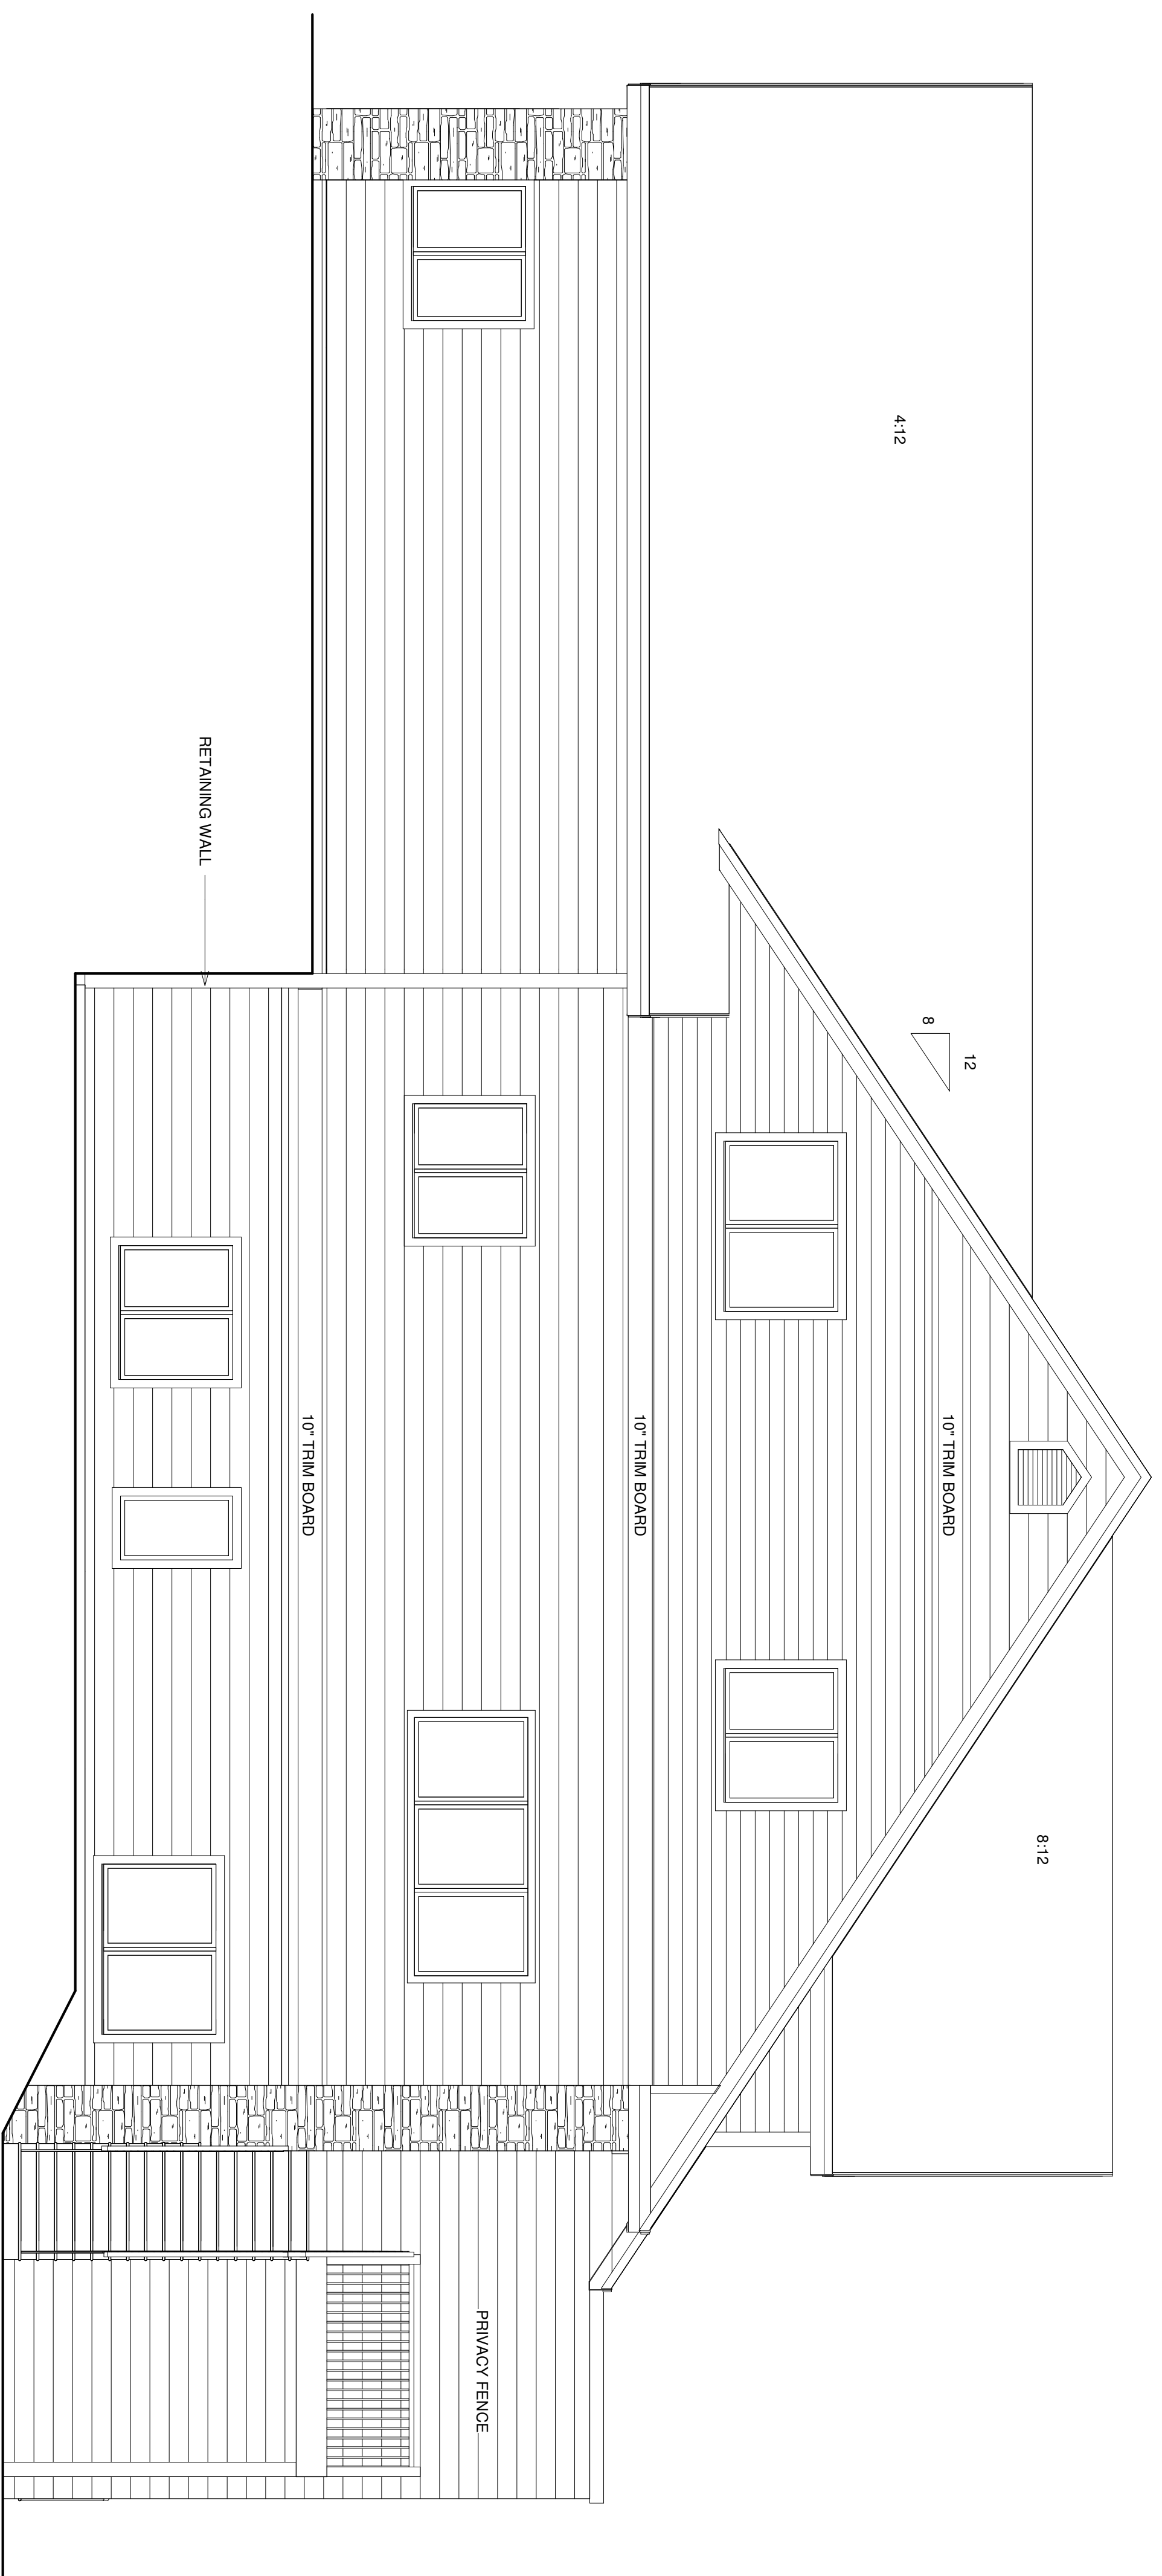 4:12
8:12
12
8
10" TRIM BOARD
10" TRIM BOARD
10" TRIM BOARD
PRIVACY FENCE
RETAINING WALL